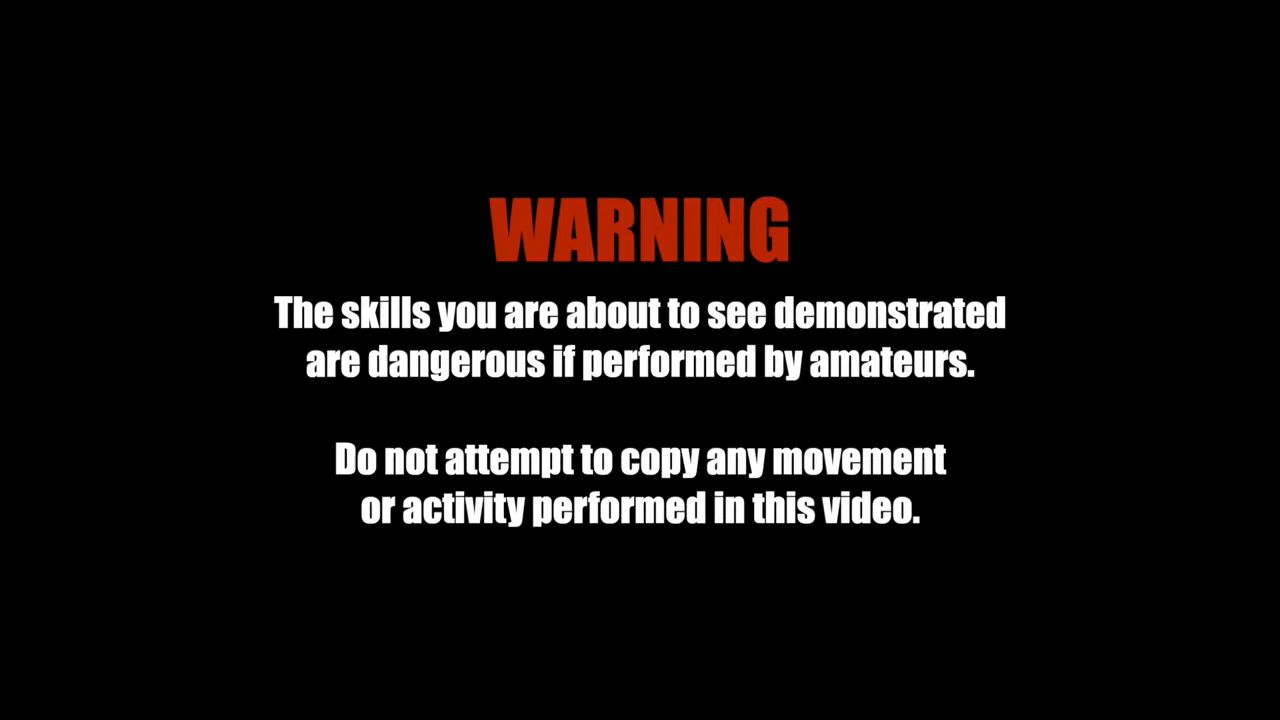 WARNING
The skills you are about to see demonstrated
are dangerous if performed by amateurs.
Do not attempt to copy any movement
or activity performed in this video.